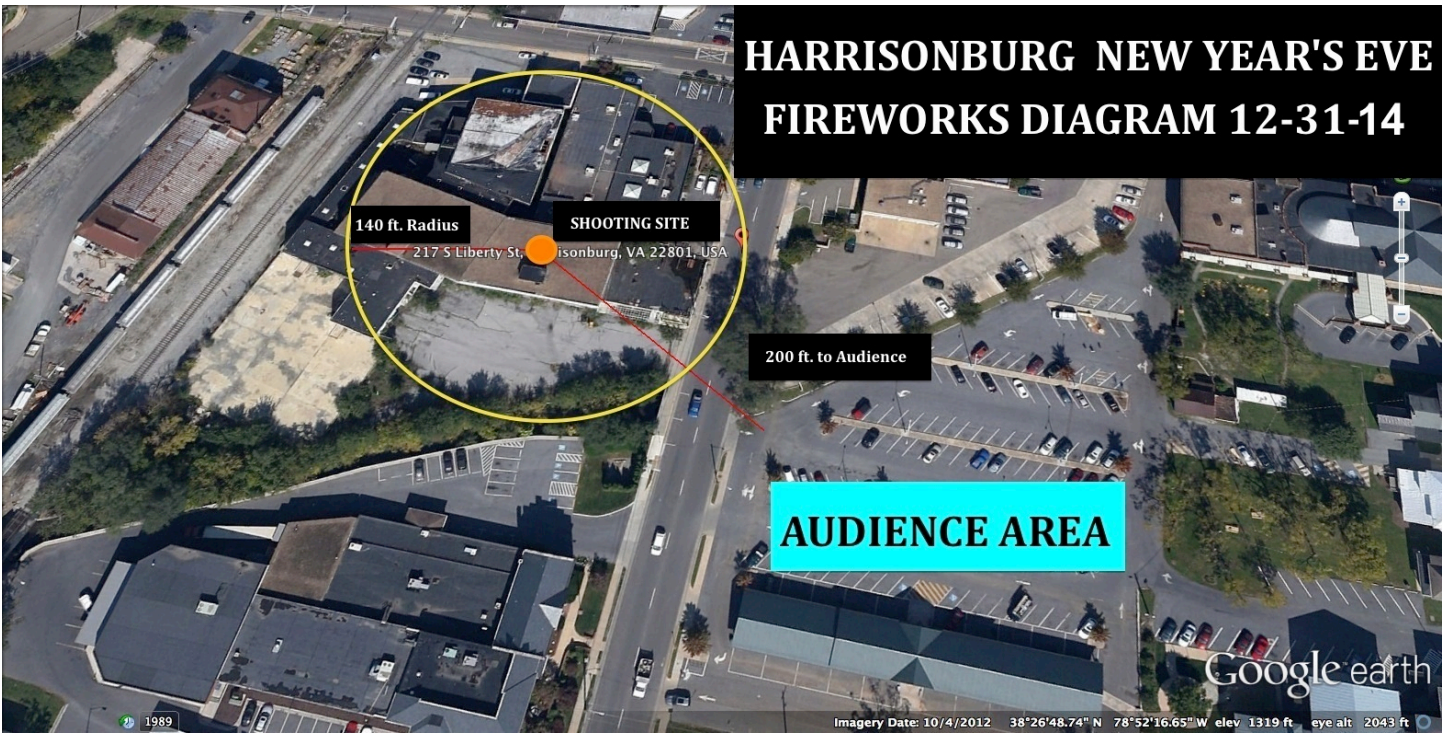 HARRISONBURG NEW YEAR'S EVE
FIREWORKS DIAGRAM 12-31-14
140 ft. Radius
SHOOTING SITE
217 S Liberty St, isonburg, VA 22801, USA
200 ft. to Audience
AUDIENCE AREA
Google earth
1989
Imagery Date: 10/4/2012 38°26'48.74" N 78°52'16.65" W elev 1319 ft eye alt 2043 ft